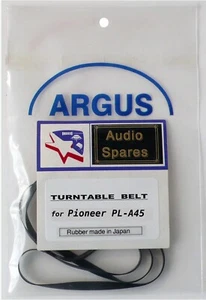 ARGUS
Audio
Spares
TURNTABLE BELT
for Pioneer PL-A45
Rubber made in Japan